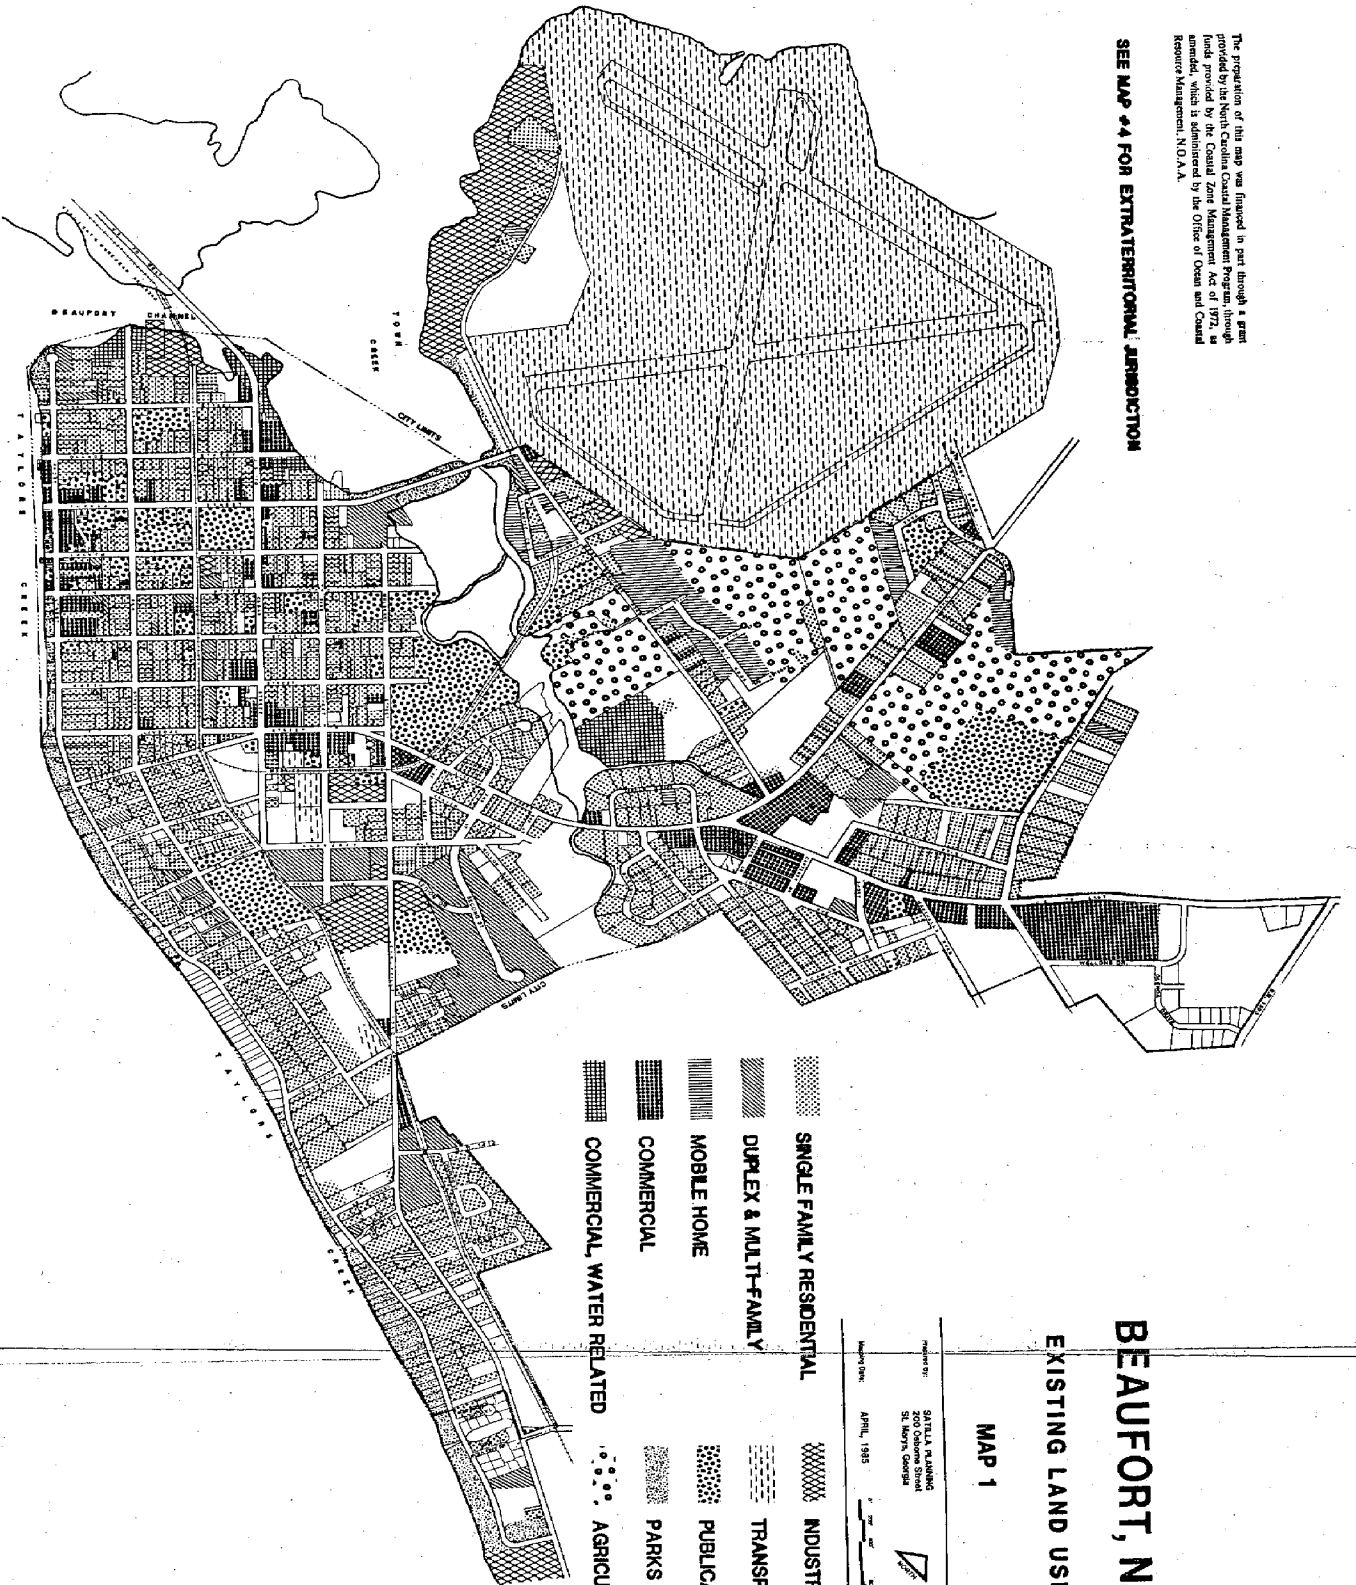 The preparation of this map was financed in part through a grant
provided by the North Carolina Coastal Management Program, through
funds provided by the Coastal Zone Management Act of 1972, as
amended, which is administered by the Office of Ocean and Coastal
Resource Management, N.O.A.A.
SEE MAP #4 FOR EXTRATERRITORIAL JURISDICTION
BEAUFORT, N
EXISTING LAND USE
MAP 1
Prepared By:
SATILLA PLANNING
200 Osborne Street
St. Marys, Georgia
NORTH
Mapping Date:
APRIL, 1985
SINGLE FAMILY RESIDENTIAL
DUPLEX & MULTI-FAMILY
MOBILE HOME
COMMERCIAL
COMMERCIAL, WATER RELATED
INDUSTR
TRANSP
PUBLICA
PARKS
AGRICU
BEAUFORT CHANNEL
TOWN
CREEK
CITY LIMITS
TAYLORS CREEK
CITY LIMITS
TAYLORS
CREEK